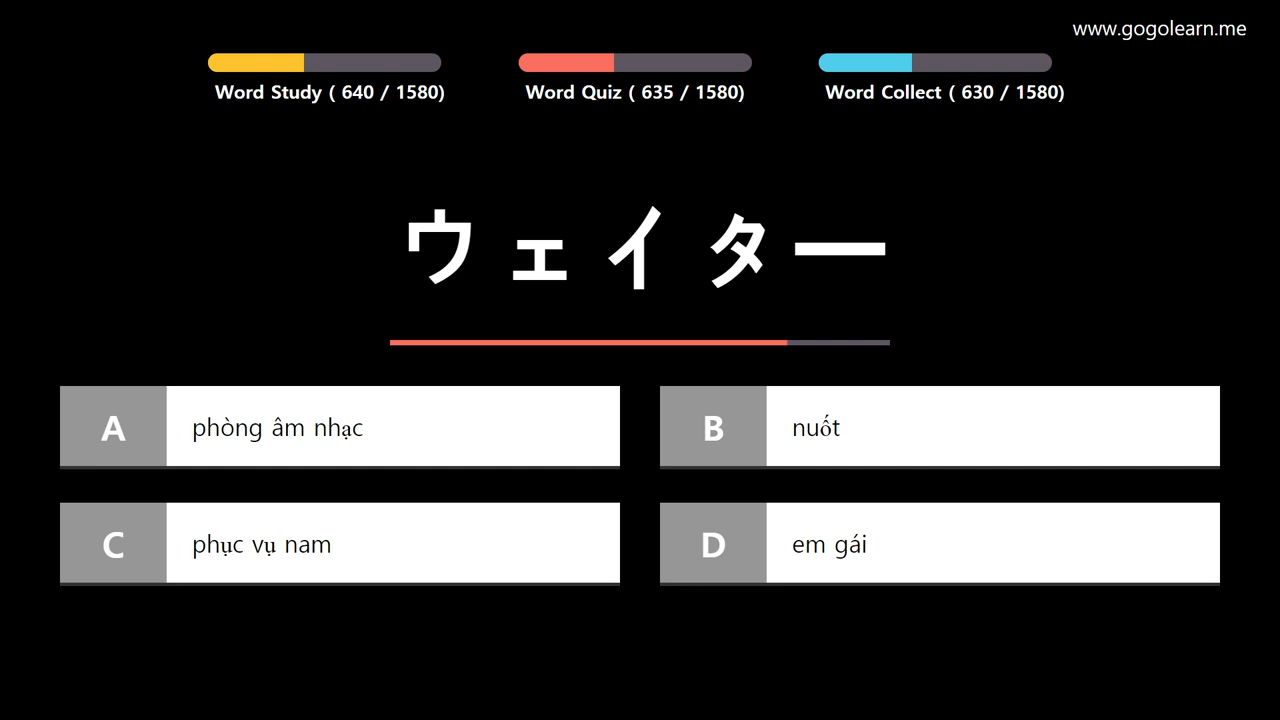 www.gogolearn.me
Word Study ( 640 / 1580)
Word Quiz ( 635 / 1580)
Word Collect ( 630 / 1580)
ウェイター
A phòng âm nhạc
B nuốt
C phục vụ nam
D em gái